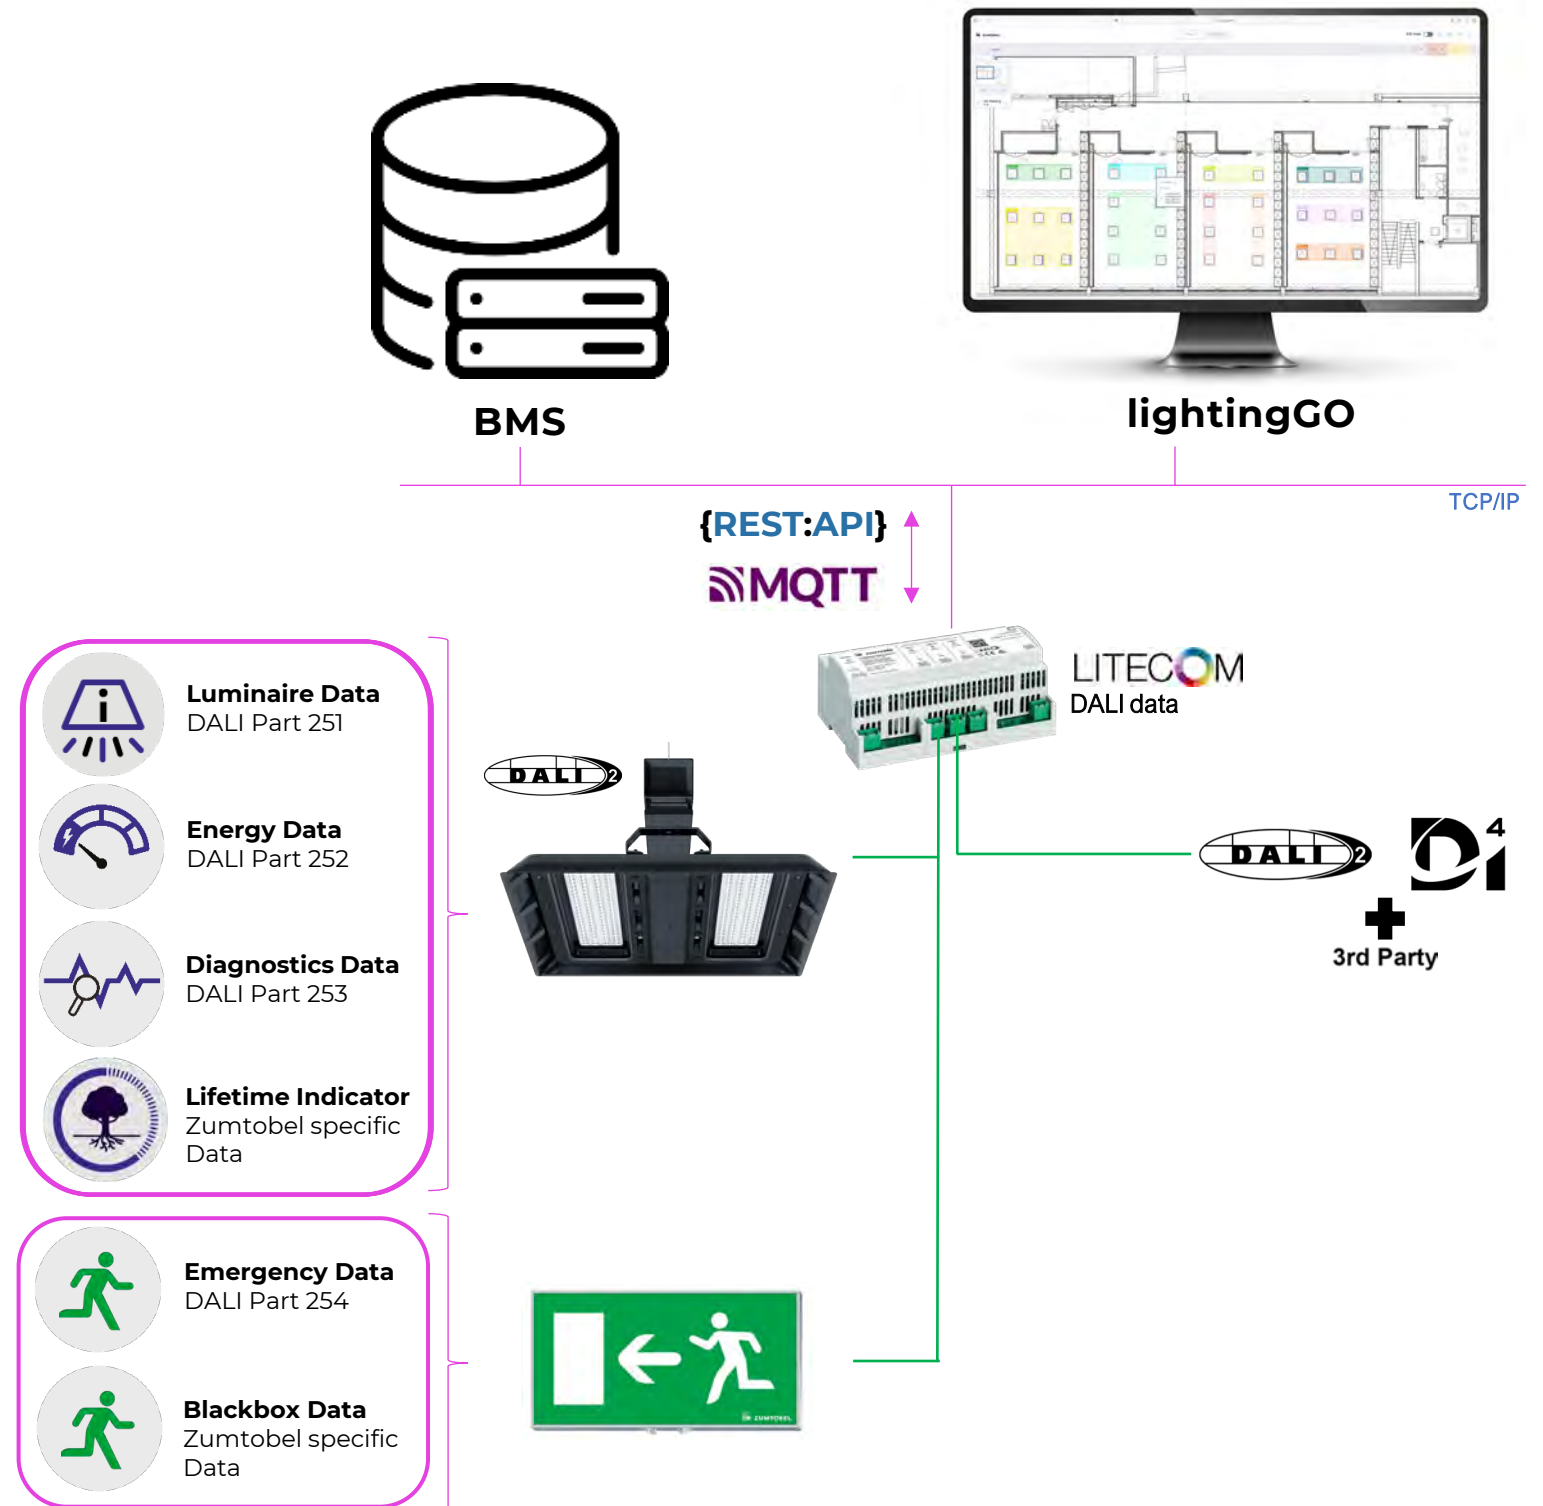 BMS
lightingGO
TCP/IP
{REST:API}
MQTT
LITECOM
DALI data
Luminaire Data
DALI Part 251
Energy Data
DALI Part 252
Diagnostics Data
DALI Part 253
Lifetime Indicator
Zumtobel specific
Data
DALI 2
DALI 2
D4i
3rd Party
Emergency Data
DALI Part 254
Blackbox Data
Zumtobel specific
Data
ZUMTOBEL